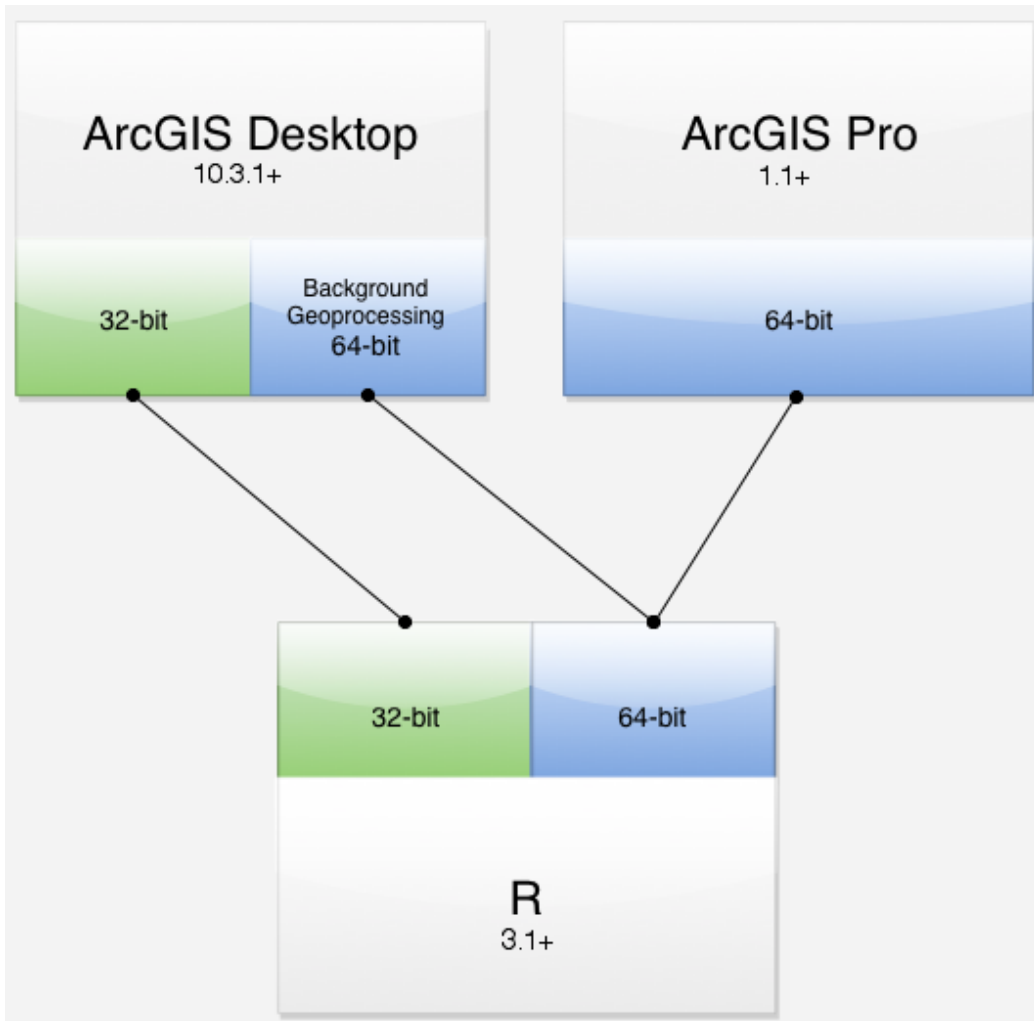 ArcGIS Desktop
10.3.1+
32-bit
Background
Geoprocessing
64-bit
ArcGIS Pro
1.1+
64-bit
32-bit
64-bit
R
3.1+